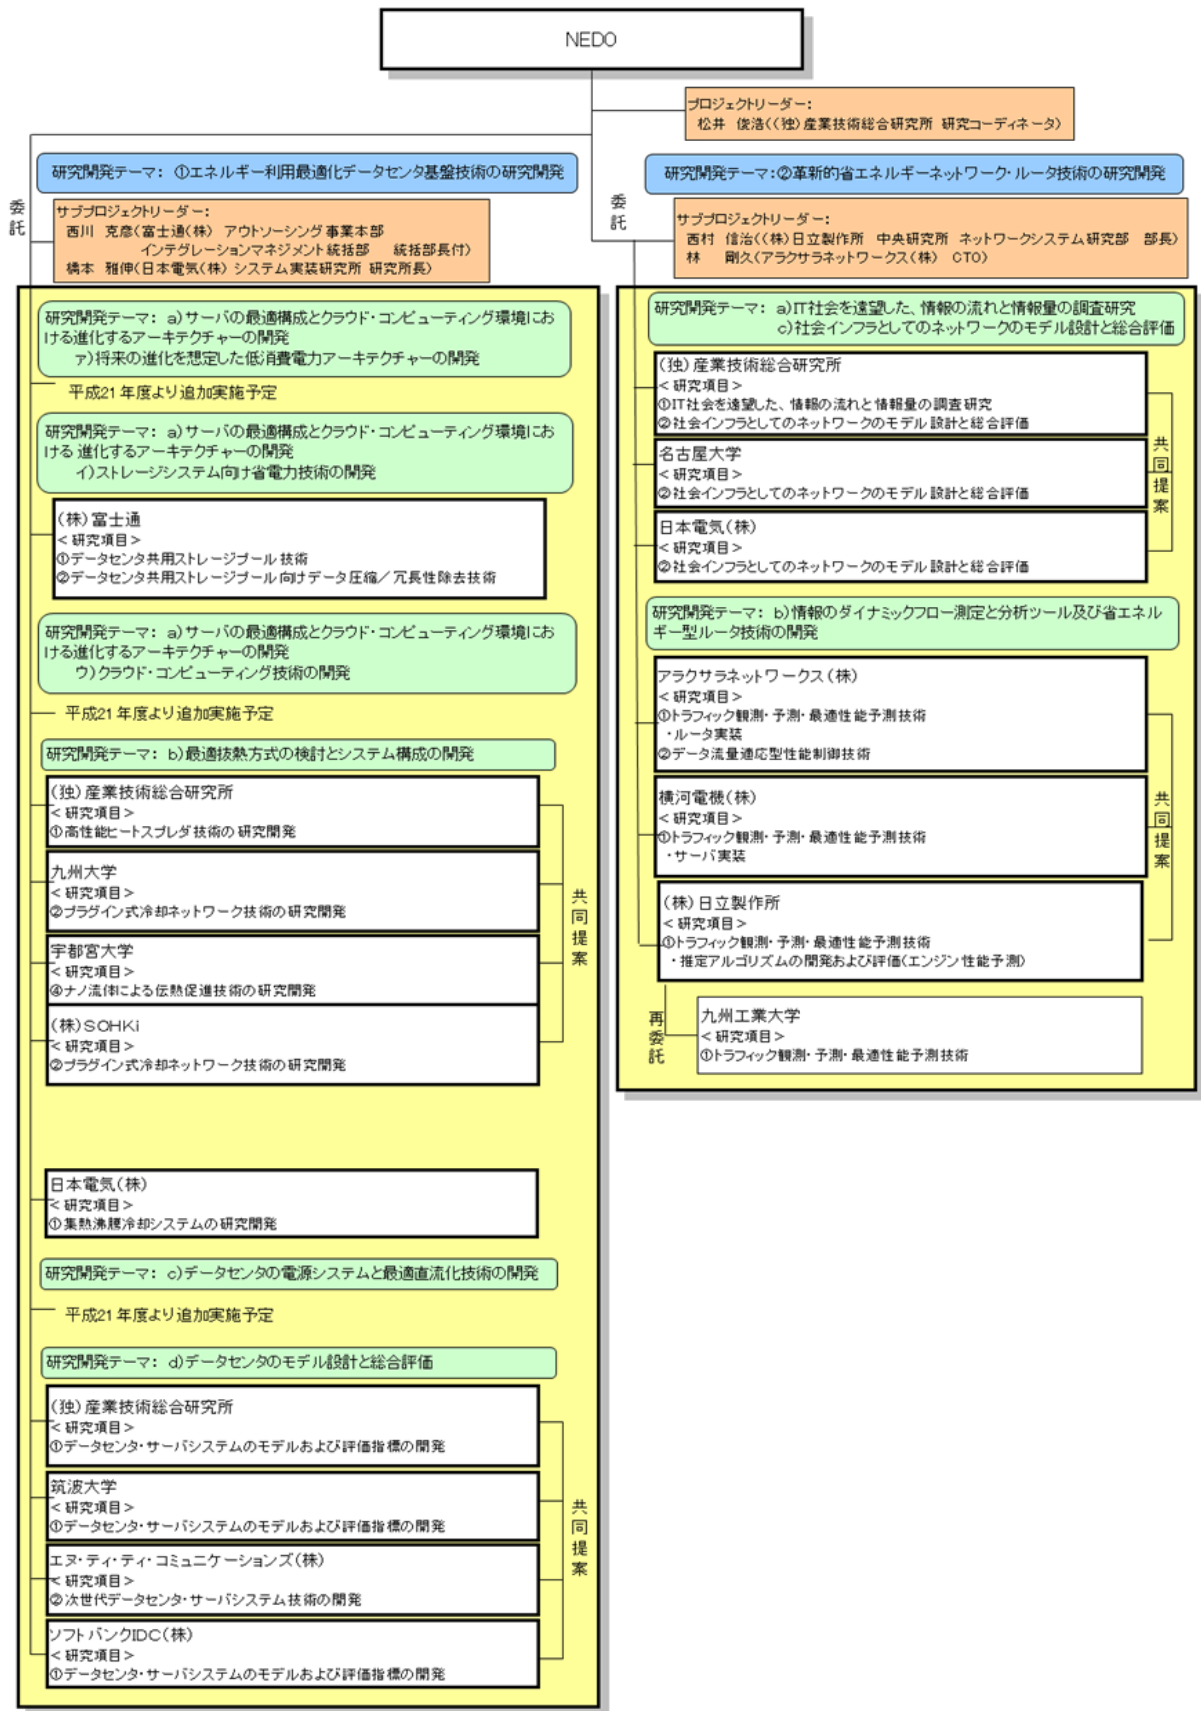 NEDO
プロジェクトリーダー：
松井　俊浩((独)産業技術総合研究所 研究コーディネータ)
研究開発テーマ： ①エネルギー利用最適化データセンタ基盤技術の研究開発
委託
サブプロジェクトリーダー：
西川　克彦(富士通(株) アウトソーシング事業本部
インテグレーションマネジメント統括部　統括部長付)
橋本　雅伸(日本電気(株) システム実装研究所 研究所長)
研究開発テーマ： a)サーバの最適構成とクラウド・コンピューティング環境にお
ける進化するアーキテクチャーの開発
ア)将来の進化を想定した低消費電力アーキテクチャーの開発
平成21年度より追加実施予定
研究開発テーマ： a)サーバの最適構成とクラウド・コンピューティング環境にお
ける 進化するアーキテクチャーの開発
イ)ストレージシステム向け省電力技術の開発
(株)富士通
＜研究項目＞
①データセンタ共用ストレージプール技術
②データセンタ共用ストレージプール向けデータ圧縮／冗長性除去技術
研究開発テーマ： a)サーバの最適構成とクラウド・コンピューティング環境にお
ける進化するアーキテクチャーの開発
ウ)クラウド・コンピューティング技術の開発
平成21年度より追加実施予定
研究開発テーマ： b)最適抜熱方式の検討とシステム構成の開発
(独)産業技術総合研究所
＜研究項目＞
①高性能ヒートスプレダ技術の研究開発
九州大学
＜研究項目＞
②プラグイン式冷却ネットワーク技術の研究開発
宇都宮大学
＜研究項目＞
④ナノ流体による伝熱促進技術の研究開発
(株)SOHKi
＜研究項目＞
②プラグイン式冷却ネットワーク技術の研究開発
共同提案
日本電気(株)
＜研究項目＞
①集熱沸騰冷却システムの研究開発
研究開発テーマ： c)データセンタの電源システムと最適直流化技術の開発
平成21年度より追加実施予定
研究開発テーマ： d)データセンタのモデル設計と総合評価
(独)産業技術総合研究所
＜研究項目＞
①データセンタ・サーバシステムのモデルおよび評価指標の開発
筑波大学
＜研究項目＞
①データセンタ・サーバシステムのモデルおよび評価指標の開発
エヌ・ティ・ティ・コミュニケーションズ(株)
＜研究項目＞
②次世代データセンタ・サーバシステム技術の開発
ソフトバンクIDC(株)
＜研究項目＞
①データセンタ・サーバシステムのモデルおよび評価指標の開発
共同提案
研究開発テーマ：②革新的省エネルギーネットワーク・ルータ技術の研究開発
委託
サブプロジェクトリーダー：
西村　信治((株)日立製作所　中央研究所 ネットワークシステム研究部　部長)
林　　剛久(アラクサラネットワークス(株)　CTO)
研究開発テーマ： a)IT社会を遠望した、情報の流れと情報量の調査研究
c)社会インフラとしてのネットワークのモデル設計と総合評価
(独)産業技術総合研究所
＜研究項目＞
①IT社会を遠望した、情報の流れと情報量の調査研究
②社会インフラとしてのネットワークのモデル設計と総合評価
名古屋大学
＜研究項目＞
②社会インフラとしてのネットワークのモデル設計と総合評価
日本電気(株)
＜研究項目＞
②社会インフラとしてのネットワークのモデル設計と総合評価
共同提案
研究開発テーマ： b)情報のダイナミックフロー測定と分析ツール及び省エネル
ギー型ルータ技術の開発
アラクサラネットワークス(株)
＜研究項目＞
①トラフィック観測・予測・最適性能予測技術
・ルータ実装
②データ流量適応型性能制御技術
横河電機(株)
＜研究項目＞
①トラフィック観測・予測・最適性能予測技術
・サーバ実装
(株)日立製作所
＜研究項目＞
①トラフィック観測・予測・最適性能予測技術
・推定アルゴリズムの開発および評価(エンジン性能予測)
共同提案
再委託
九州工業大学
＜研究項目＞
①トラフィック観測・予測・最適性能予測技術